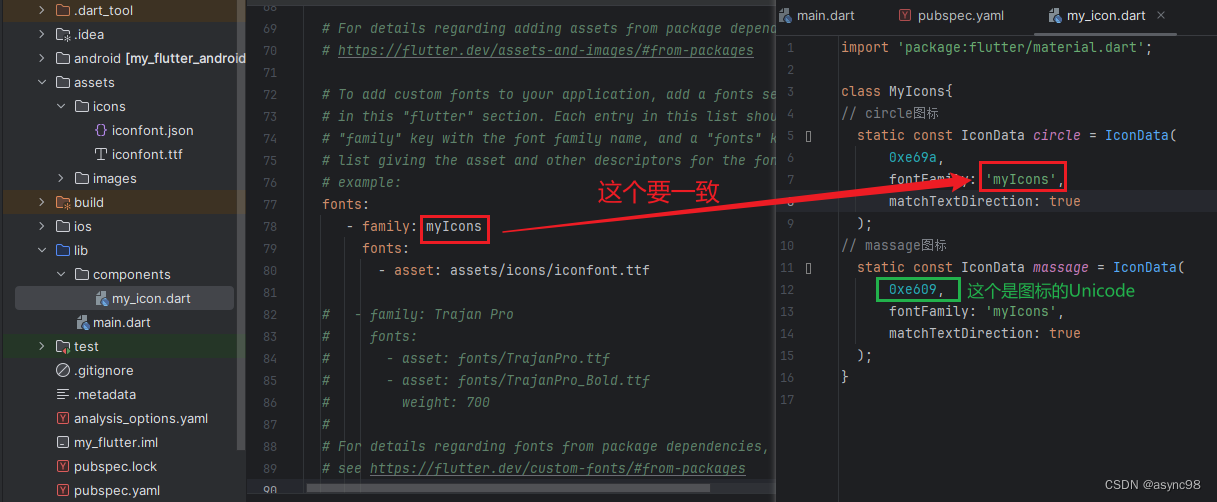 .dart_tool
.idea
android [my_flutter_android
assets
icons
iconfont.json
iconfont.ttf
images
build
ios
lib
components
my_icon.dart
main.dart
test
.gitignore
.metadata
analysis_options.yaml
my_flutter.iml
pubspec.lock
pubspec.yaml
68
69 # For details regarding adding assets from package depend
70 # https://flutter.dev/assets-and-images/#from-packages
71
72 # To add custom fonts to your application, add a fonts se
73 # in this "flutter" section. Each entry in this list shou
74 # "family" key with the font family name, and a "fonts" k
75 # list giving the asset and other descriptors for the fon
76 # example:
77 fonts:
78 - family: myIcons
79 fonts:
80 - asset: assets/icons/iconfont.ttf
81
82 # - family: Trajan Pro
83 # fonts:
84 # - asset: fonts/TrajanPro.ttf
85 # - asset: fonts/TrajanPro_Bold.ttf
86 # weight: 700
87 #
88 # For details regarding fonts from package dependencies,
89 # see https://flutter.dev/custom-fonts/#from-packages
90
这个要一致
main.dart
pubspec.yaml
my_icon.dart
1 import 'package:flutter/material.dart';
2
3 class MyIcons{
4 // circle图标
5 static const IconData circle = IconData(
6 0xe69a,
7 fontFamily: 'myIcons',
8 matchTextDirection: true
9 );
10 // massage图标
11 static const IconData massage = IconData(
12 0xe609, 这个是图标的Unicode
13 fontFamily: 'myIcons',
14 matchTextDirection: true
15 );
16 }
17
CSDN @async98